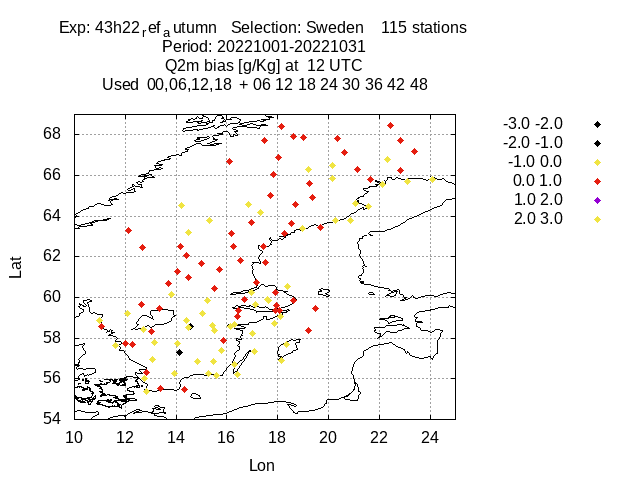 Exp: 43h22_ref_autumn Selection: Sweden 115 stations
Period: 20221001-20221031
Q2m bias [g/Kg] at 12 UTC
Used 00,06,12,18 + 06 12 18 24 30 36 42 48
-3.0 -2.0
-2.0 -1.0
-1.0 0.0
0.0 1.0
1.0 2.0
2.0 3.0
68
66
64
62
60
58
56
54
Lat
10 12 14 16 18 20 22 24
Lon